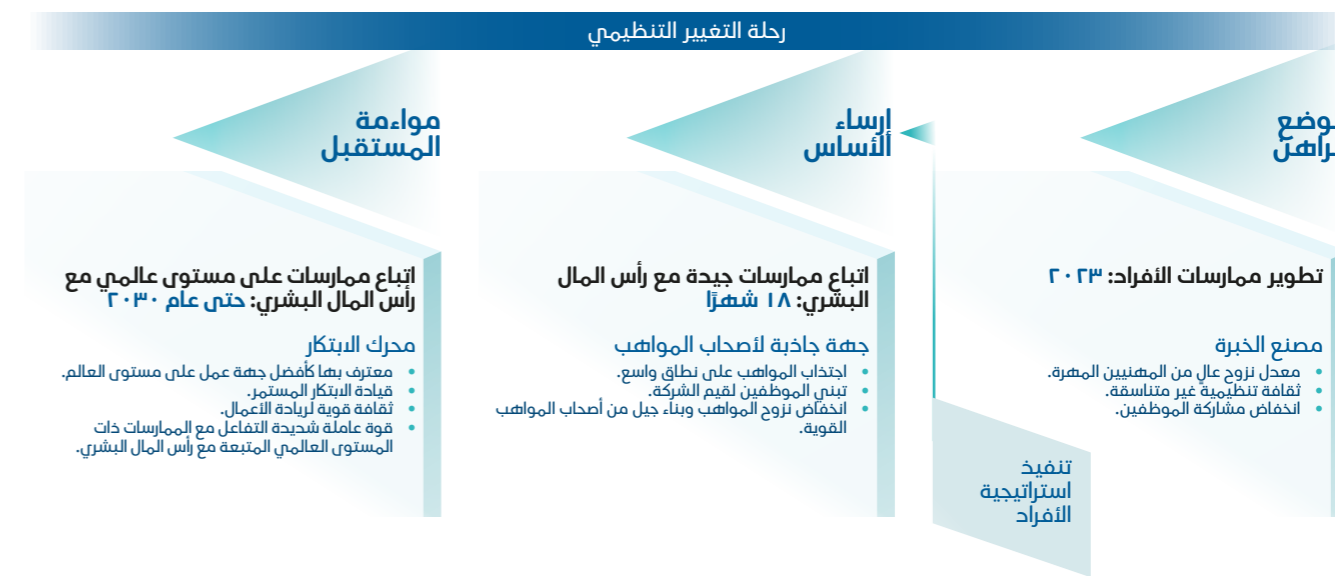 رحلة التغيير التنظيمي
تطوير ممارسات الأفراد: ٢٠٢٣
مصنع الخبرة
• معدل نزوح عالٍ من المهنيين المهرة.
• ثقافة تنظيمية غير متناسقة.
• انخفاض مشاركة الموظفين.
تنفيذ
استراتيجية
الأفراد
إرساء
الأساس
اتباع ممارسات جيدة مع رأس المال
البشري: ١٨ شهرًا
جهة جاذبة لأصحاب المواهب
• اجتذاب المواهب على نطاق واسع.
• تبني الموظفين لقيم الشركة.
• انخفاض نزوح المواهب وبناء جيل من أصحاب المواهب
القوية.
مواءمة
المستقبل
اتباع ممارسات على مستوى عالمي مع
رأس المال البشري: حتى عام ٢٠٣٠
محرك الابتكار
• معترف بها كأفضل جهة عمل على مستوى العالم.
• قيادة الابتكار المستمر.
• ثقافة قوية لريادة الأعمال.
• قوة عاملة شديدة التفاعل مع الممارسات ذات
المستوى العالمي المتبعة مع رأس المال البشري.